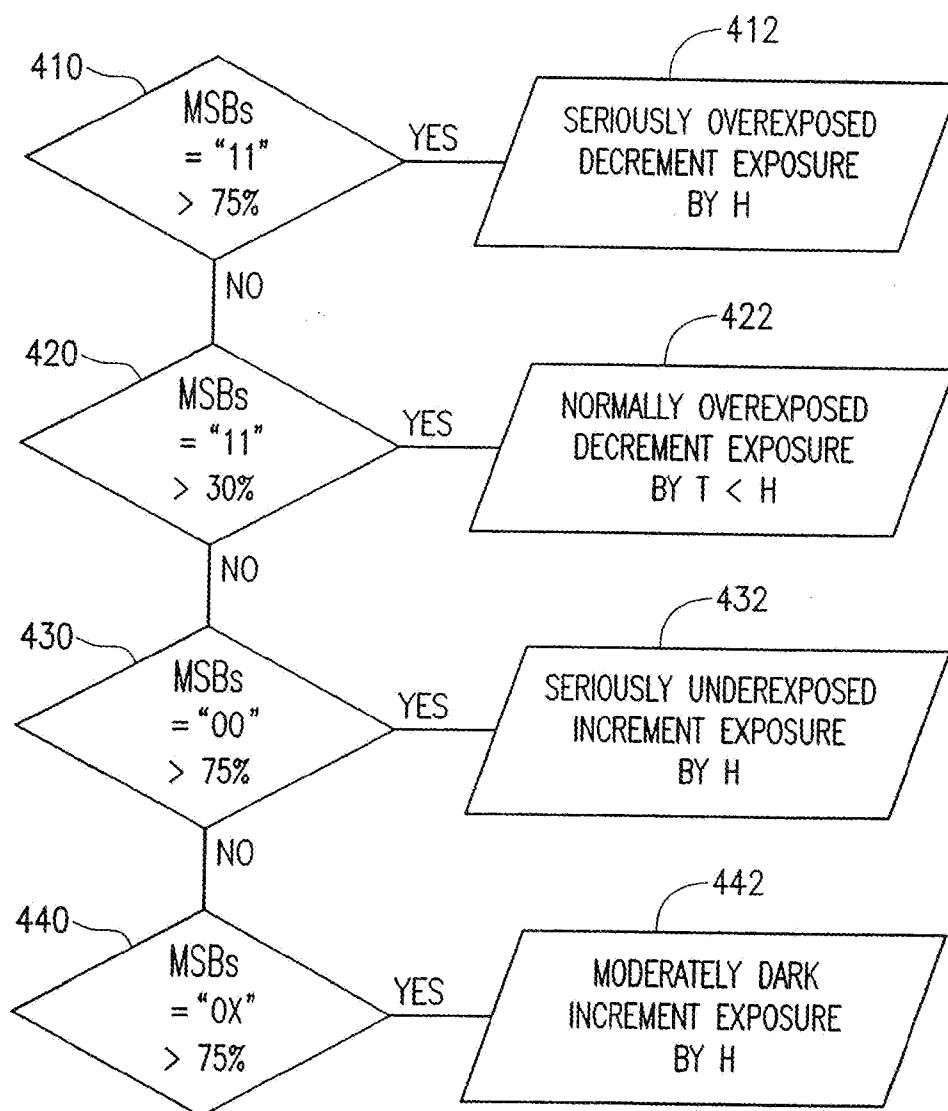 410
MSBs
= "11"
> 75%
YES
412
SERIOUSLY OVEREXPOSED
DECREMENT EXPOSURE
BY H
NO
420
MSBs
= "11"
> 30%
YES
422
NORMALLY OVEREXPOSED
DECREMENT EXPOSURE
BY T < H
NO
430
MSBs
= "00"
> 75%
YES
432
SERIOUSLY UNDEREXPOSED
INCREMENT EXPOSURE
BY H
NO
440
MSBs
= "0X"
> 75%
YES
442
MODERATELY DARK
INCREMENT EXPOSURE
BY H